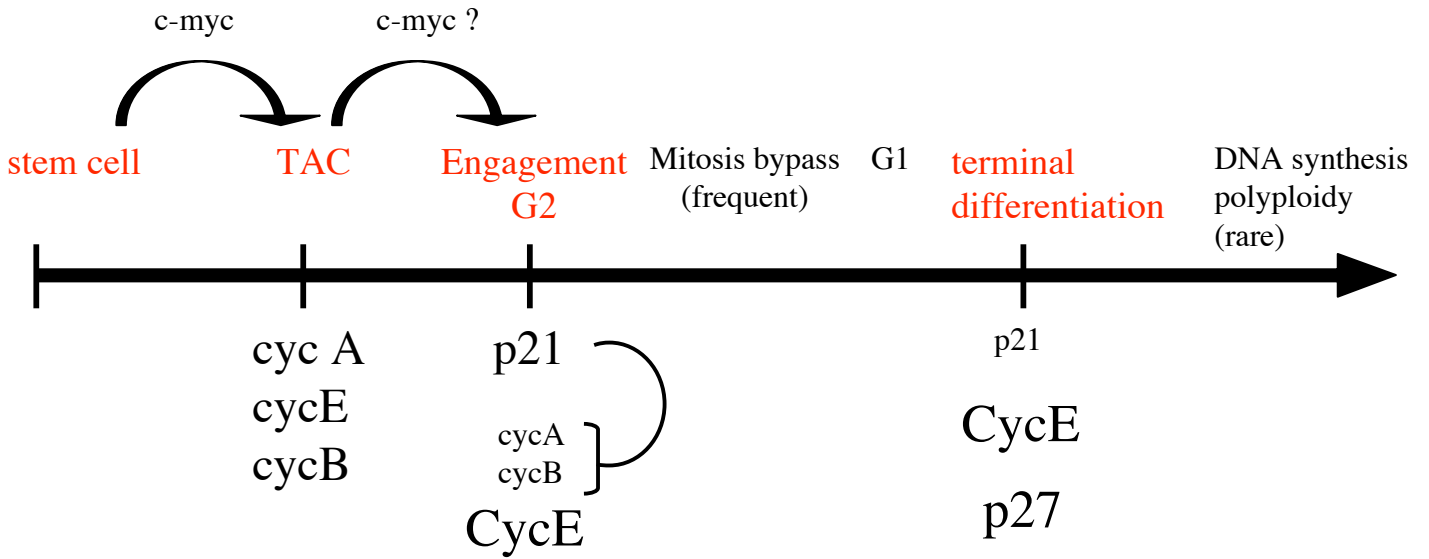 c-myc
c-myc ?
stem cell
TAC
Engagement
G2
Mitosis bypass
(frequent)
G1
terminal
differentiation
DNA synthesis
polyploidy
(rare)
cyc A
cycE
cycB
p21
cycA
cycB
CycE
p21
CycE
p27